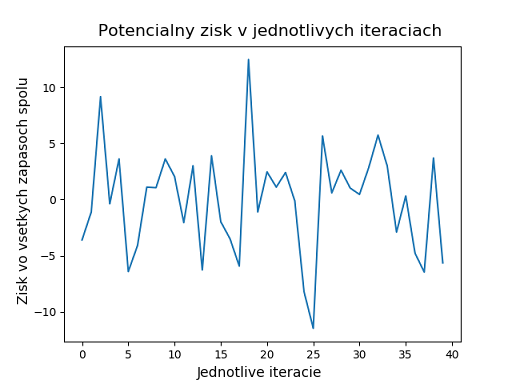 Potencialny zisk v jednotlivych iteraciach
Zisk vo vsetkych zapasoch spolu
10
5
0
−5
−10
0 5 10 15 20 25 30 35 40
Jednotlive iteracie